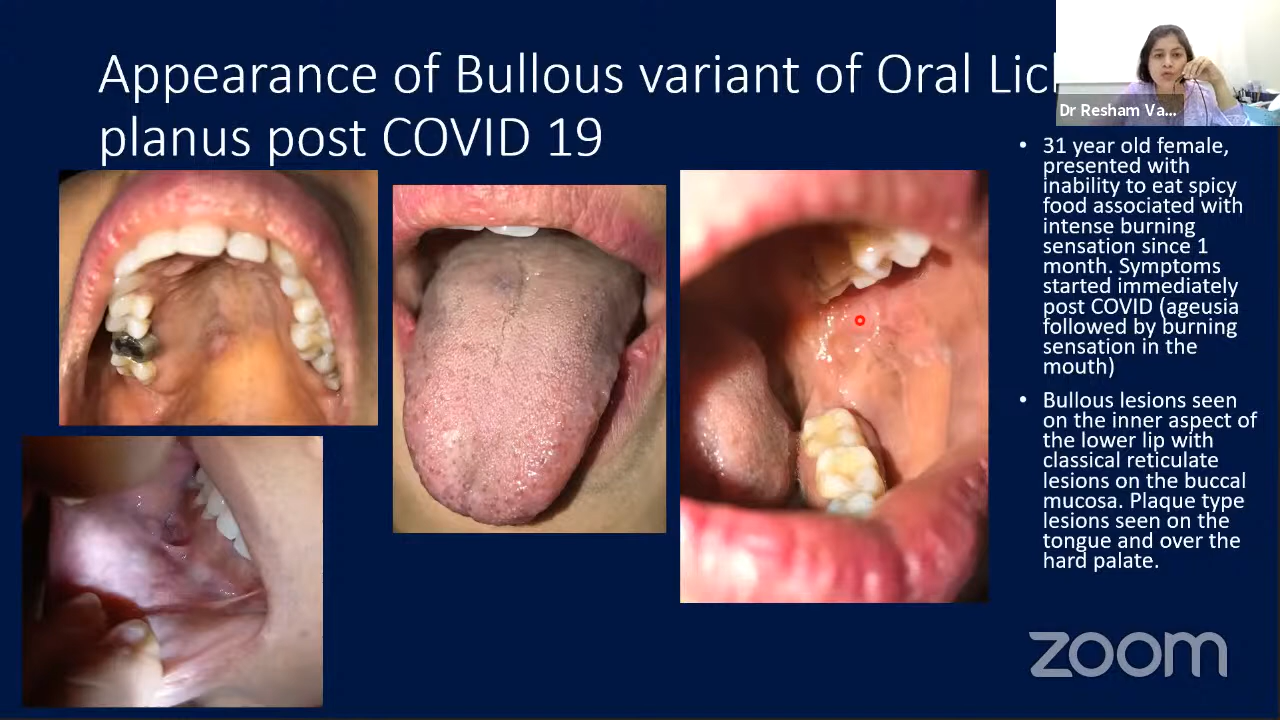 Appearance of Bullous variant of Oral
planus post COVID 19
Dr Resham Va...
• 31 year old female,
presented with
inability to eat spicy
food associated with
intense burning
sensation since 1
month. Symptoms
started immediately
post COVID (ageusia
followed by burning
sensation in the
mouth)
• Bullous lesions seen
on the inner aspect of
the lower lip with
classical reticulate
lesions on the buccal
mucosa. Plaque type
lesions seen on the
tongue and over the
hard palate.
zoom